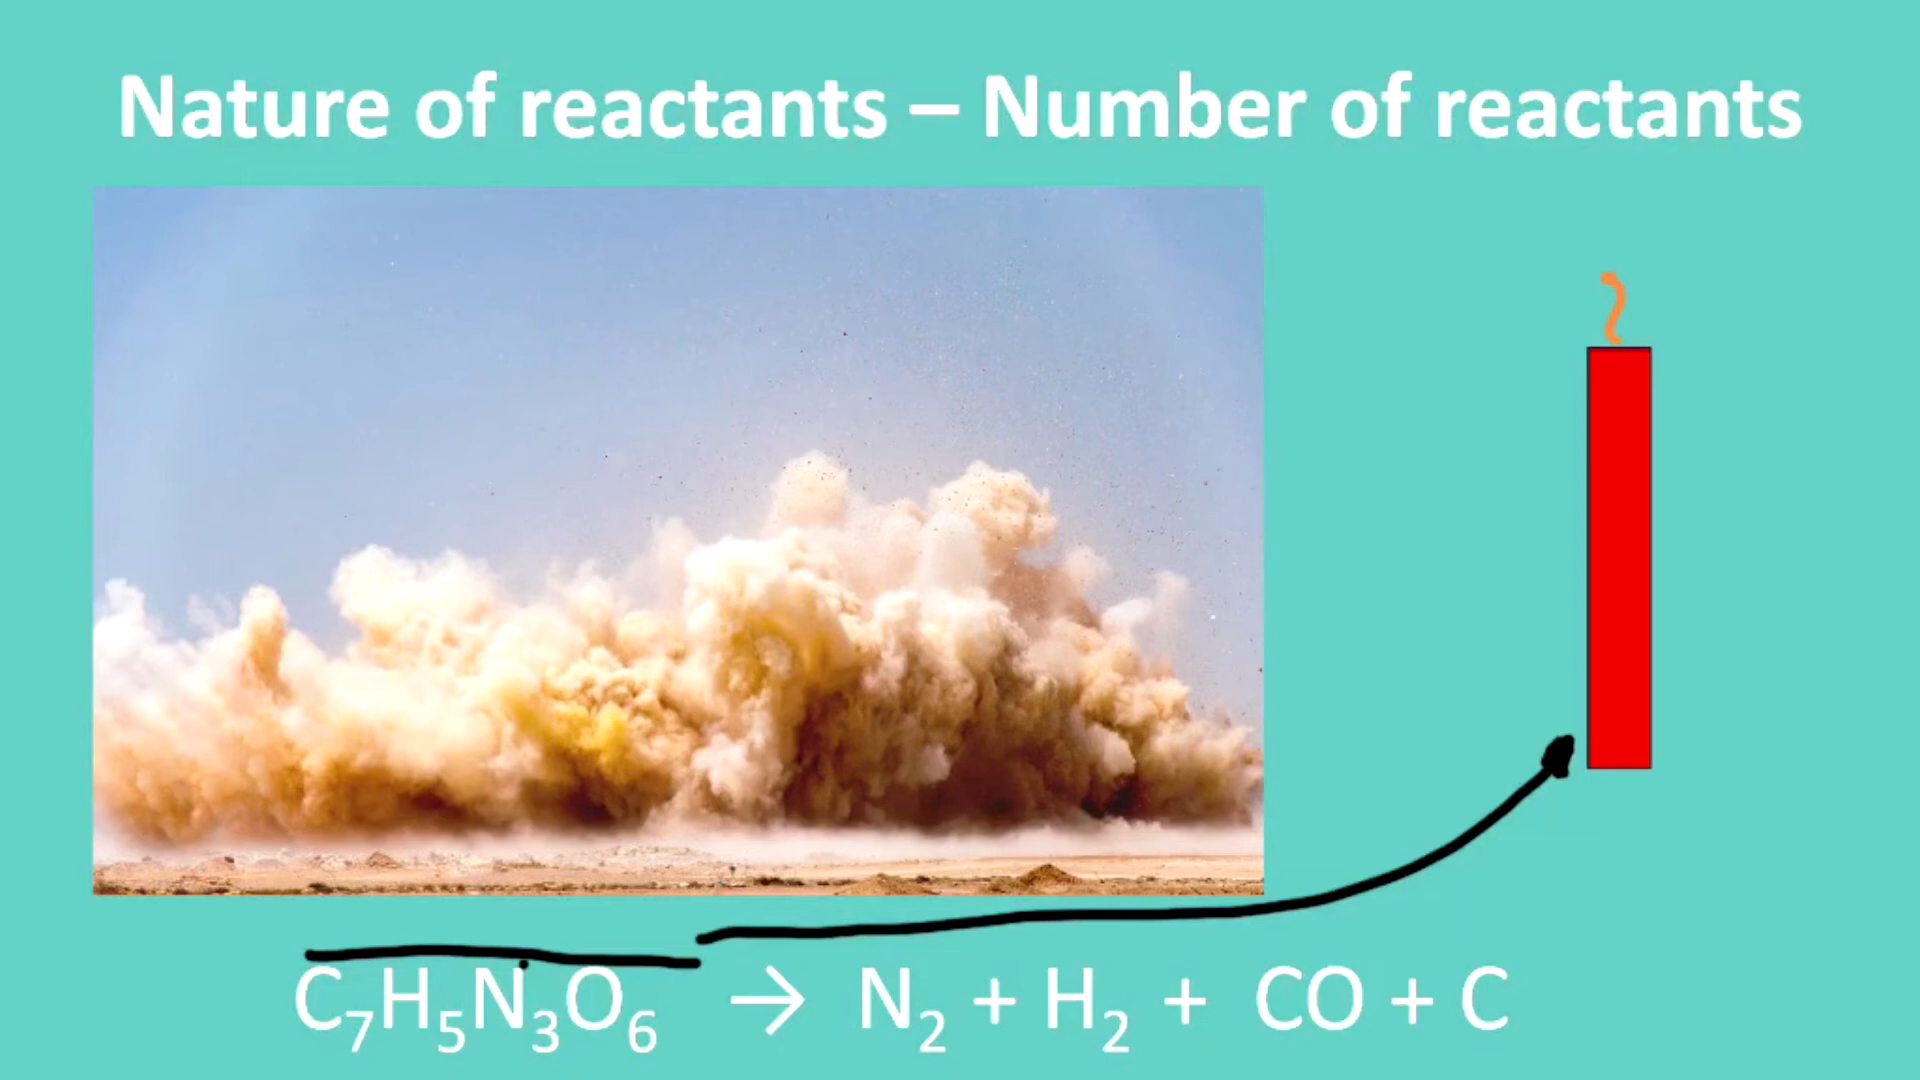 Nature of reactants – Number of reactants
C₇H₅N₃O₆ → N₂ + H₂ + CO + C